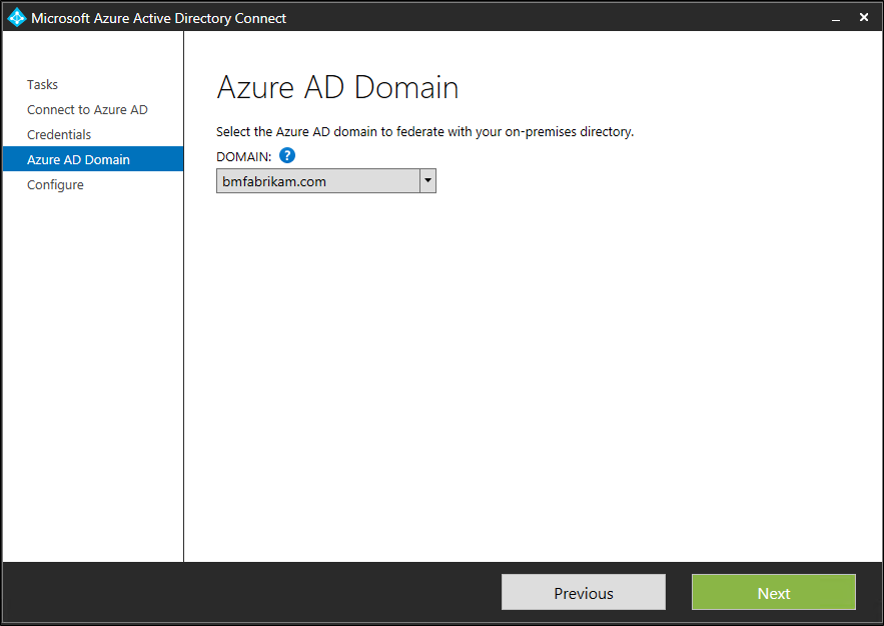 Microsoft Azure Active Directory Connect
Tasks
Connect to Azure AD
Credentials
Azure AD Domain
Configure
Azure AD Domain
Select the Azure AD domain to federate with your on-premises directory.
DOMAIN: ?
bmfabrikam.com
Previous
Next